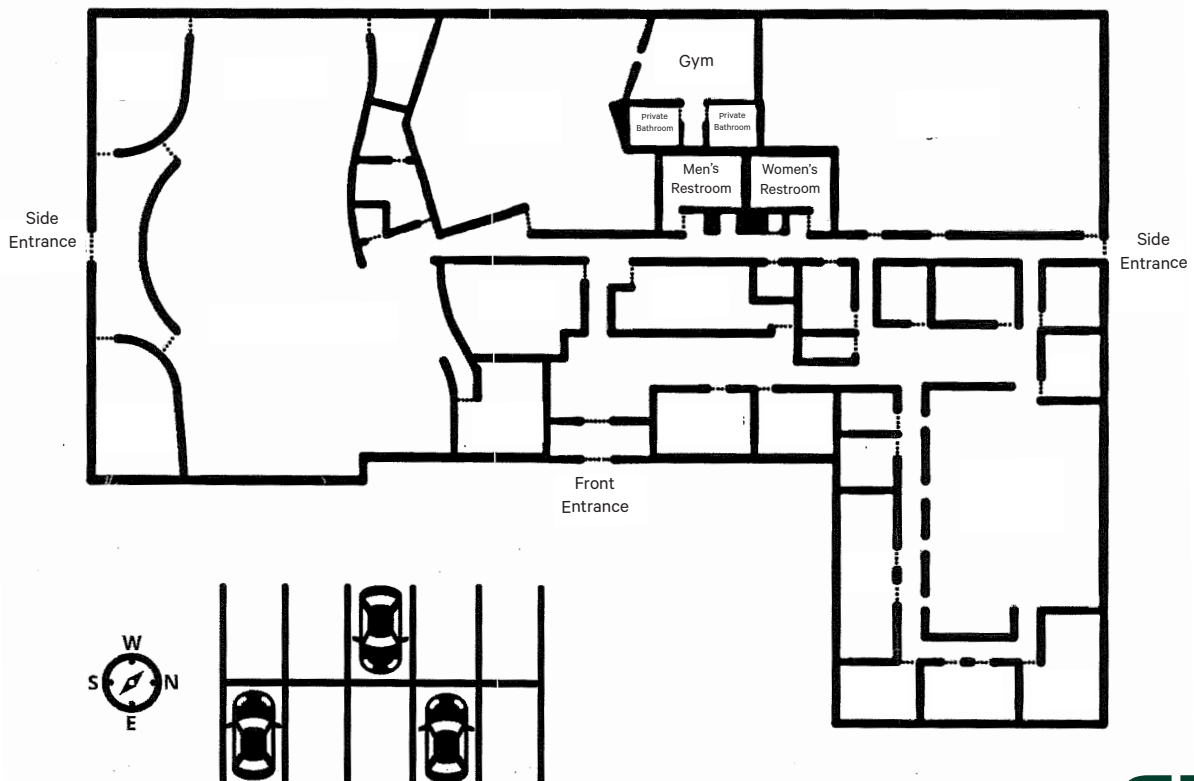 Gym
Private
Bathroom
Private
Bathroom
Men's
Restroom
Women's
Restroom
Side
Entrance
Side
Entrance
Front
Entrance
W
S
N
E